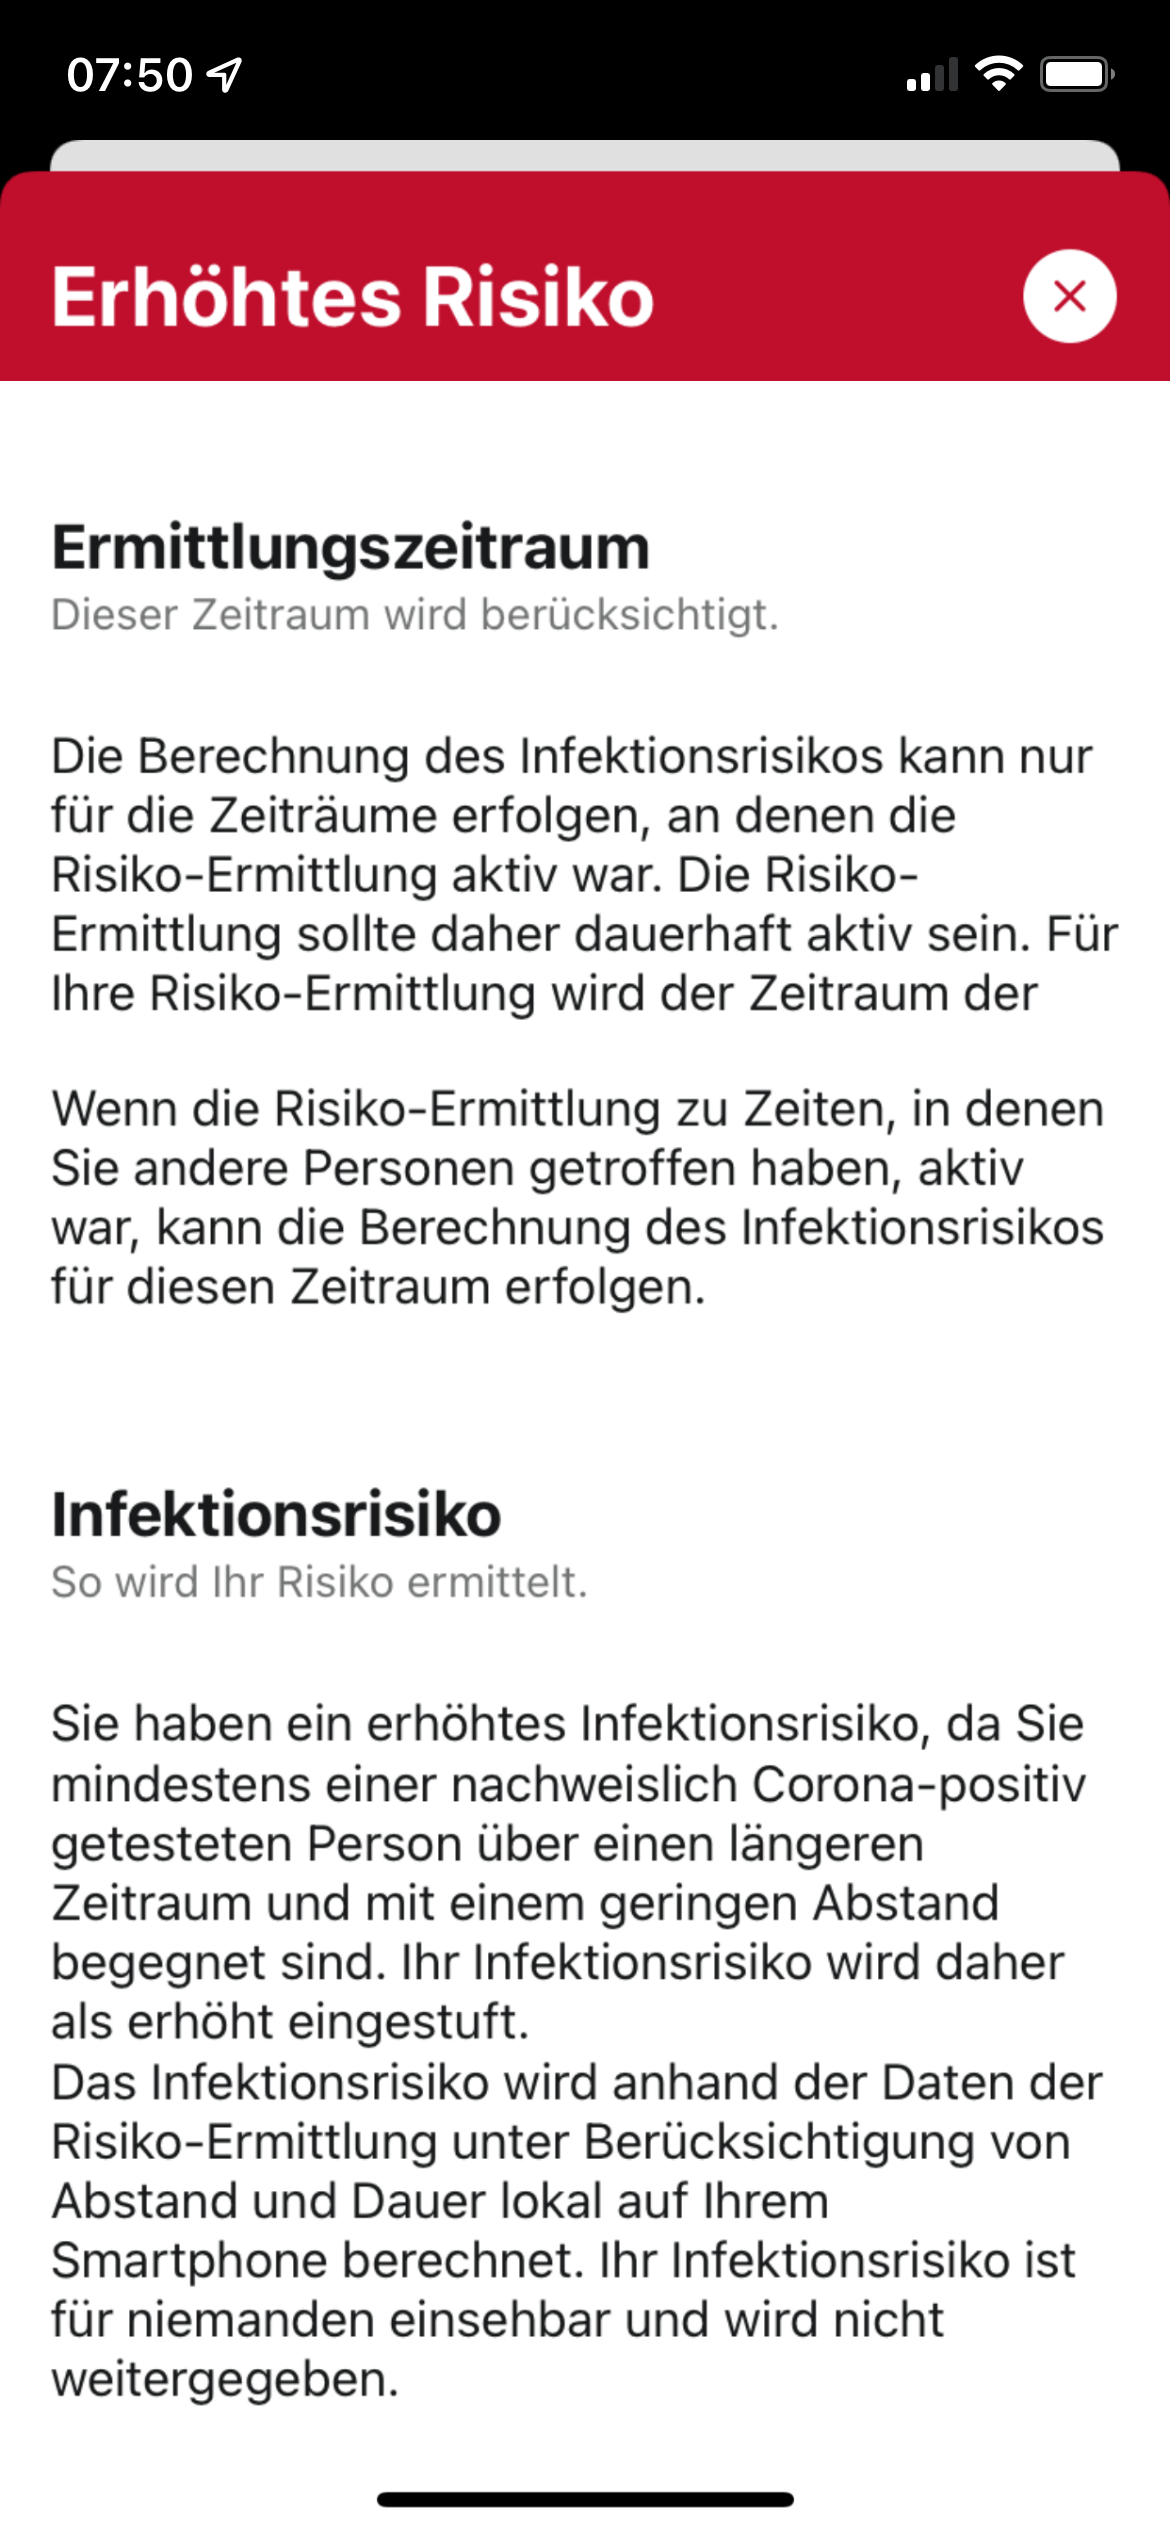 07:50
Erhöhtes Risiko
Ermittlungszeitraum
Dieser Zeitraum wird berücksichtigt.
Die Berechnung des Infektionsrisikos kann nur
für die Zeiträume erfolgen, an denen die
Risiko-Ermittlung aktiv war. Die Risiko-
Ermittlung sollte daher dauerhaft aktiv sein. Für
Ihre Risiko-Ermittlung wird der Zeitraum der
Wenn die Risiko-Ermittlung zu Zeiten, in denen
Sie andere Personen getroffen haben, aktiv
war, kann die Berechnung des Infektionsrisikos
für diesen Zeitraum erfolgen.
Infektionsrisiko
So wird Ihr Risiko ermittelt.
Sie haben ein erhöhtes Infektionsrisiko, da Sie
mindestens einer nachweislich Corona-positiv
getesteten Person über einen längeren
Zeitraum und mit einem geringen Abstand
begegnet sind. Ihr Infektionsrisiko wird daher
als erhöht eingestuft.
Das Infektionsrisiko wird anhand der Daten der
Risiko-Ermittlung unter Berücksichtigung von
Abstand und Dauer lokal auf Ihrem
Smartphone berechnet. Ihr Infektionsrisiko ist
für niemanden einsehbar und wird nicht
weitergegeben.